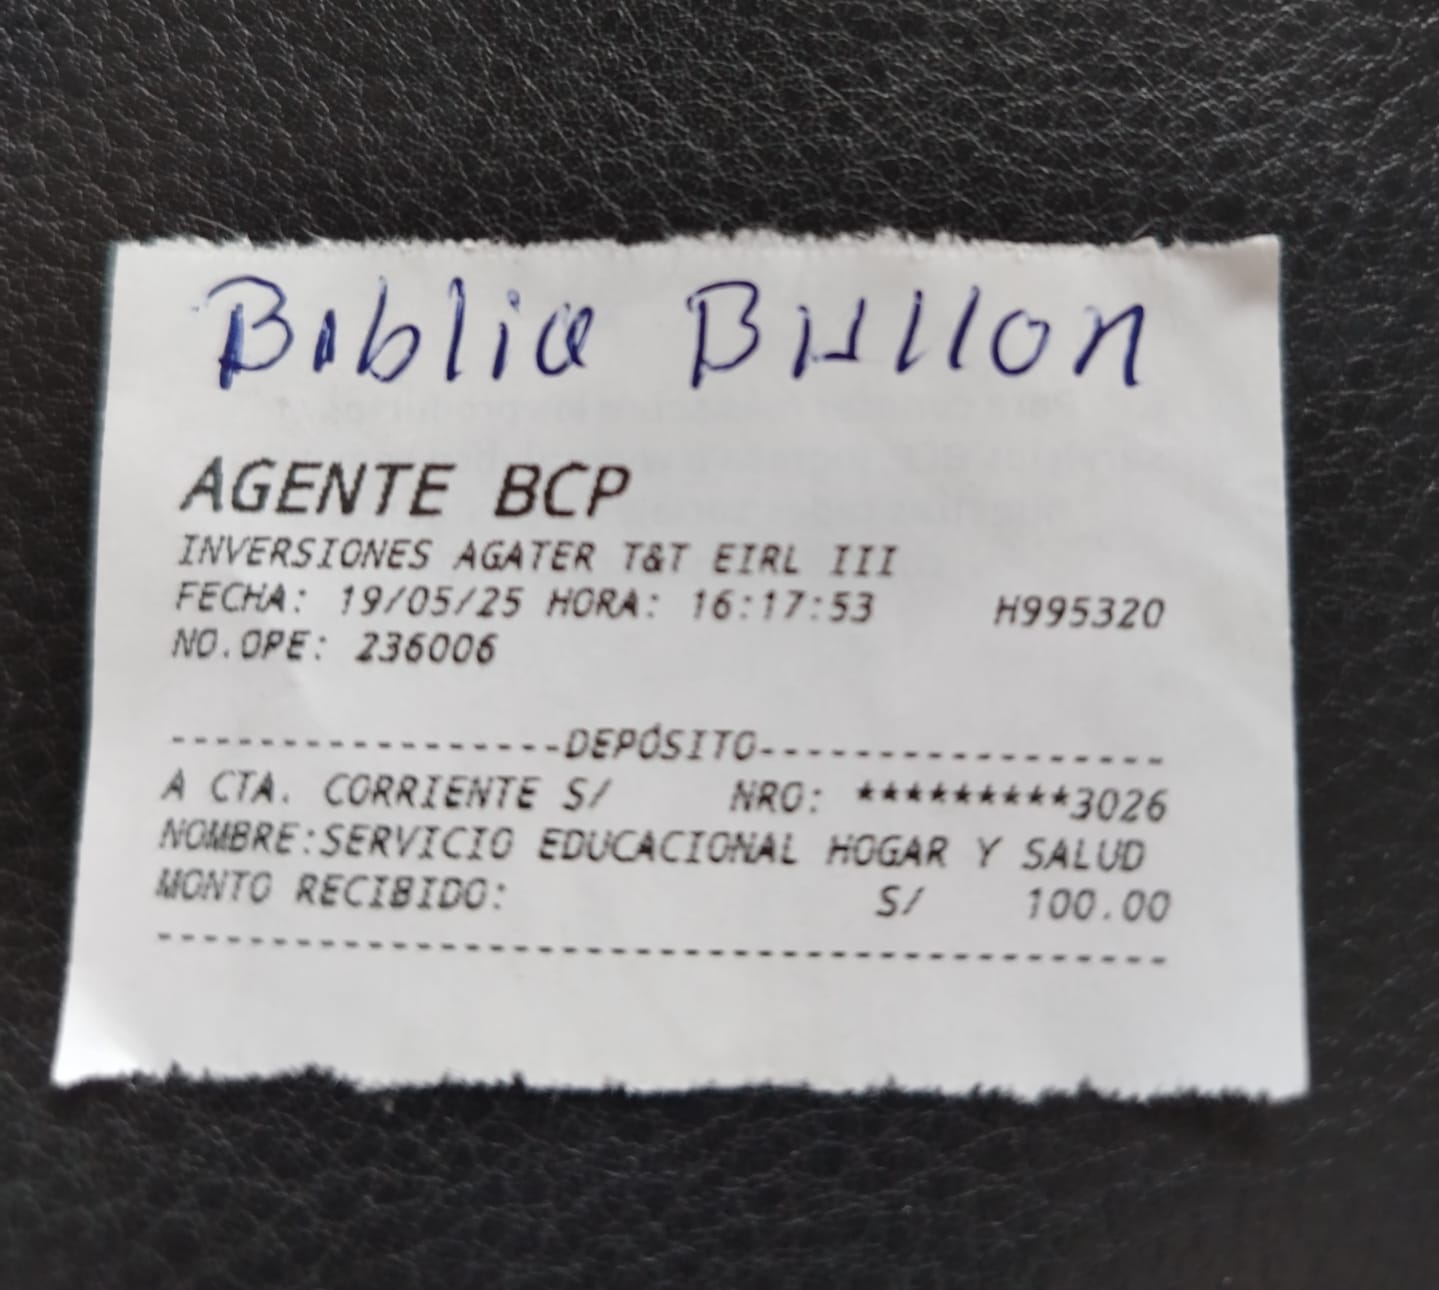 Biblia Bullon
AGENTE BCP
INVERSIONES AGATER T&T EIRL III
FECHA: 19/05/25 HORA: 16:17:53 H995320
NO.OPE: 236006
------------------DEPÓSITO------------------
A CTA. CORRIENTE S/ NRO: *********3026
NOMBRE:SERVICIO EDUCACIONAL HOGAR Y SALUD
MONTO RECIBIDO: S/ 100.00
--------------------------------------------